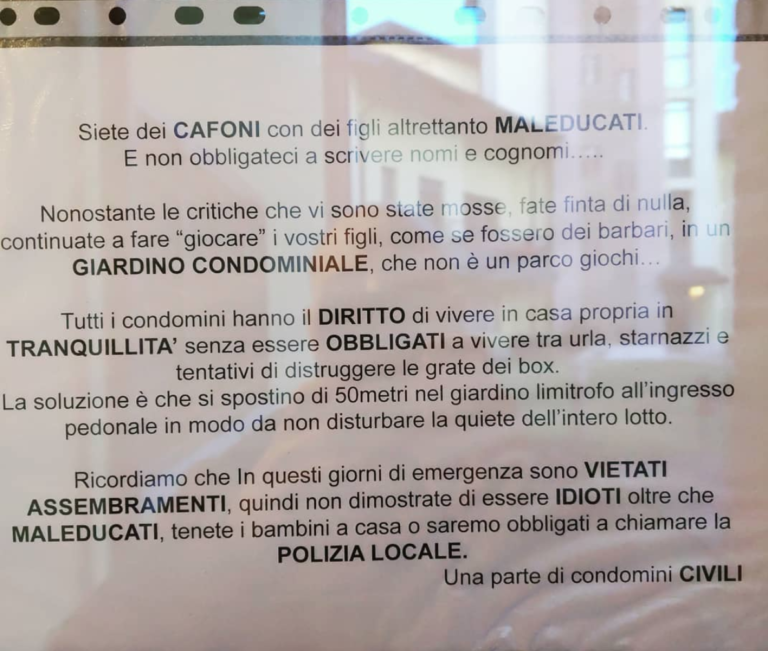 Siete dei CAFONI con dei figli altrettanto MALEDUCATI.
E non obbligateci a scrivere nomi e cognomi…..
Nonostante le critiche che vi sono state mosse, fate finta di nulla,
continuate a fare “giocare” i vostri figli, come se fossero dei barbari, in un
GIARDINO CONDOMINIALE, che non è un parco giochi…
Tutti i condomini hanno il DIRITTO di vivere in casa propria in
TRANQUILLITA’ senza essere OBBLIGATI a vivere tra urla, starnazzi e
tentativi di distruggere le grate dei box.
La soluzione è che si spostino di 50metri nel giardino limitrofo all’ingresso
pedonale in modo da non disturbare la quiete dell’intero lotto.
Ricordiamo che In questi giorni di emergenza sono VIETATI
ASSEMBRAMENTI, quindi non dimostrate di essere IDIOTI oltre che
MALEDUCATI, tenete i bambini a casa o saremo obbligati a chiamare la
POLIZIA LOCALE.
Una parte di condomini CIVILI